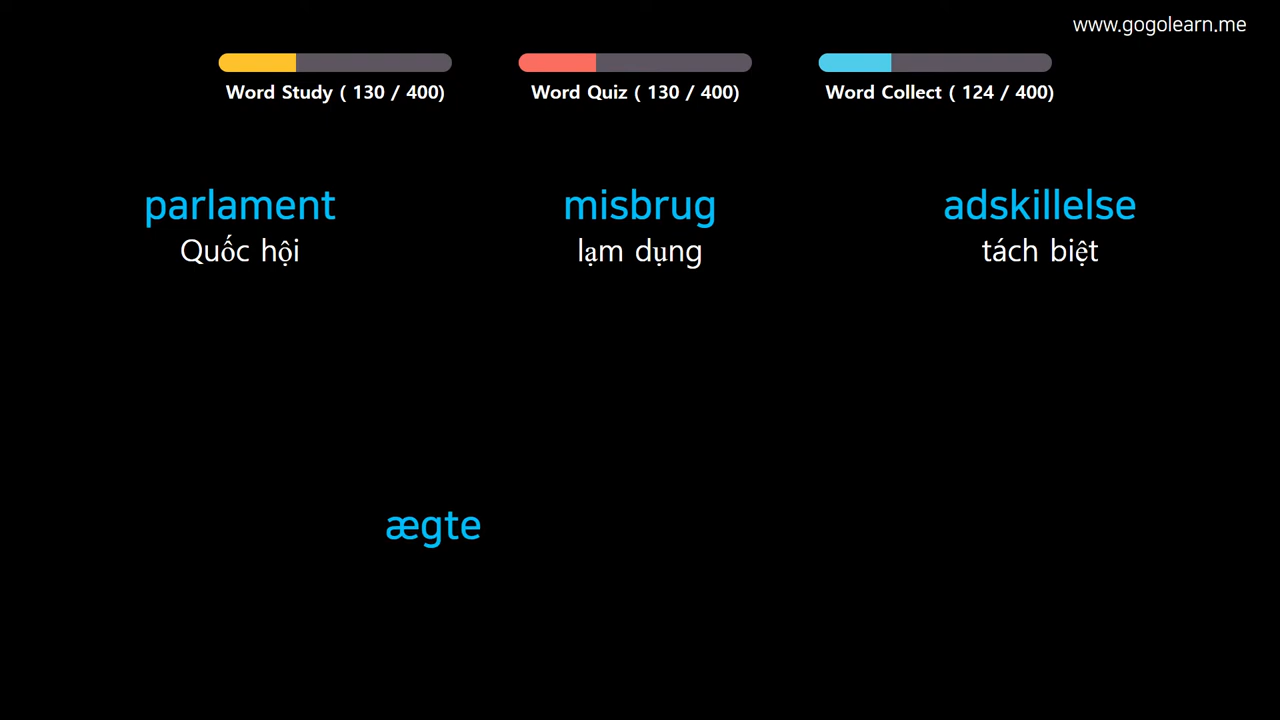 www.gogolearn.me
Word Study ( 130 / 400)
Word Quiz ( 130 / 400)
Word Collect ( 124 / 400)
parlament
Quốc hội
misbrug
lạm dụng
adskillelse
tách biệt
ægte